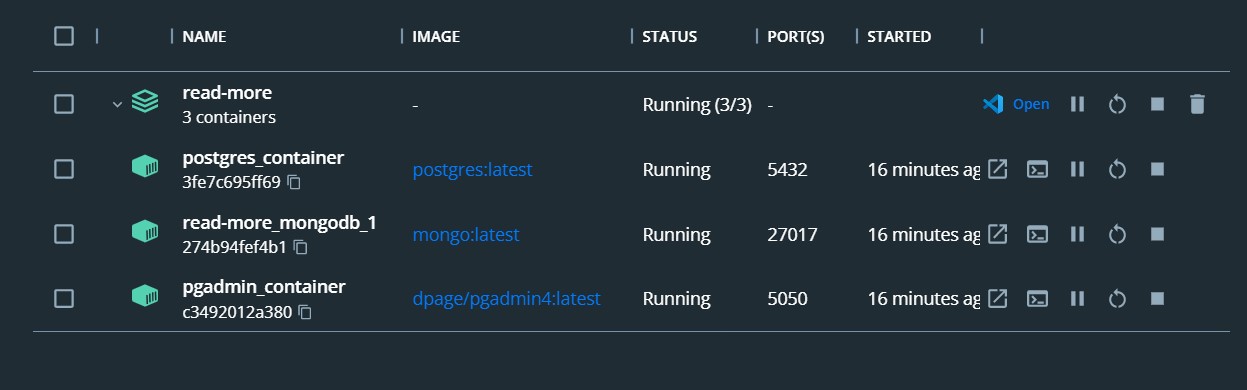 NAME IMAGE STATUS PORT(S) STARTED
read-more
3 containers
- Running (3/3) - Open
postgres_container
3fe7c695ff69
postgres:latest Running 5432 16 minutes ag
read-more_mongodb_1
274b94fef4b1
mongo:latest Running 27017 16 minutes ag
pgadmin_container
c3492012a380
dpage/pgadmin4:latest Running 5050 16 minutes ag